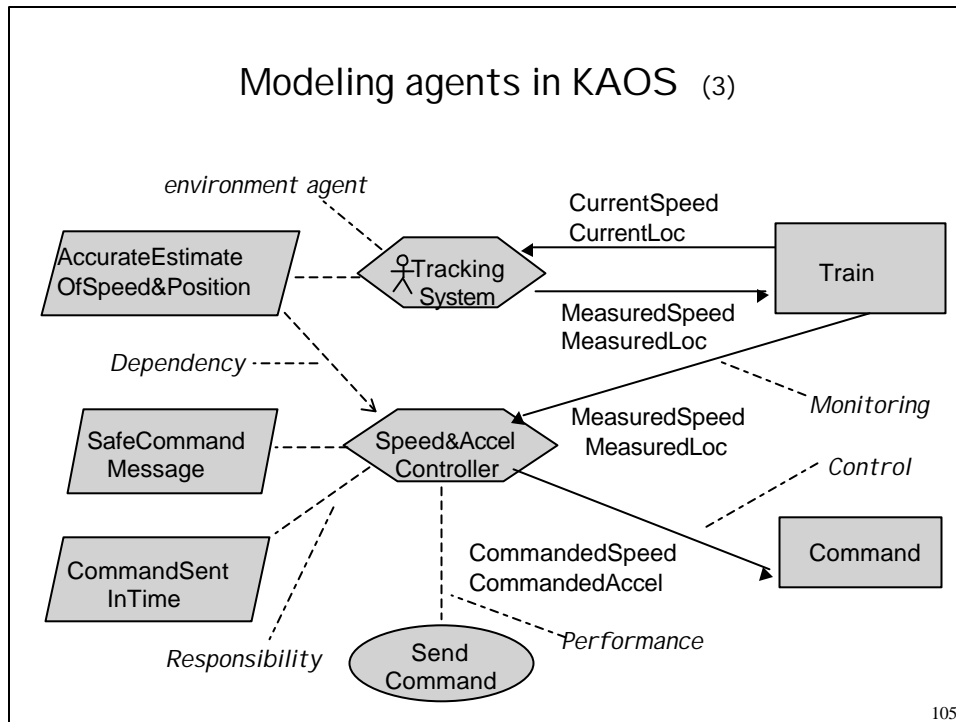 Modeling agents in KAOS (3)
environment agent
CurrentSpeed
CurrentLoc
AccurateEstimate
OfSpeed&Position
Tracking
System
Train
MeasuredSpeed
MeasuredLoc
Dependency
Monitoring
SafeCommand
Message
Speed&Accel
Controller
MeasuredSpeed
MeasuredLoc
Control
CommandSent
InTime
CommandedSpeed
CommandedAccel
Command
Responsibility
Send
Command
Performance
105